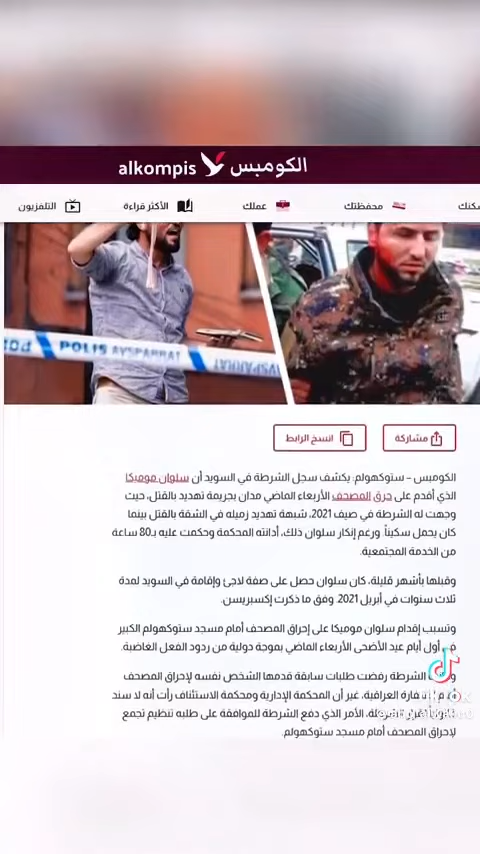 alkompis الكومبس
سكنك محفظتك عملك الأكثر قراءة التلفزيون
POLIS AVSPÄRRAT
AVSPÄRRAT
مشاركة انسخ الرابط
الكومبس – ستوكهولم: يكشف سجل الشرطة في السويد أن سلوان موميكا
الذي أقدم على حرق المصحف الأربعاء الماضي مدان بجريمة تهديد بالقتل، حيث
وجهت له الشرطة في صيف 2021، شبهة تهديد زميله في الشقة بالقتل بينما
كان يحمل سكيناً. ورغم إنكار سلوان ذلك، أدانته المحكمة وحكمت عليه بـ80 ساعة
من الخدمة المجتمعية.
وقبلها بأشهر قليلة، كان سلوان حصل على صفة لاجئ وإقامة في السويد لمدة
ثلاث سنوات في أبريل 2021. وفق ما ذكرت إكسبريسن.
وتسبب إقدام سلوان موميكا على إحراق المصحف أمام مسجد ستوكهولم الكبير
في أول أيام عيد الأضحى الأربعاء الماضي بموجة دولية من ردود الفعل الغاضبة.
الشرطة رفضت طلبات سابقة قدمها الشخص نفسه لإحراق المصحف
العراقية، غير أن المحكمة الإدارية ومحكمة الاستئناف رأت أنه لا سند
الأمر الذي دفع الشرطة للموافقة على طلبه تنظيم تجمع
لإحراق المصحف أمام مسجد ستوكهولم.